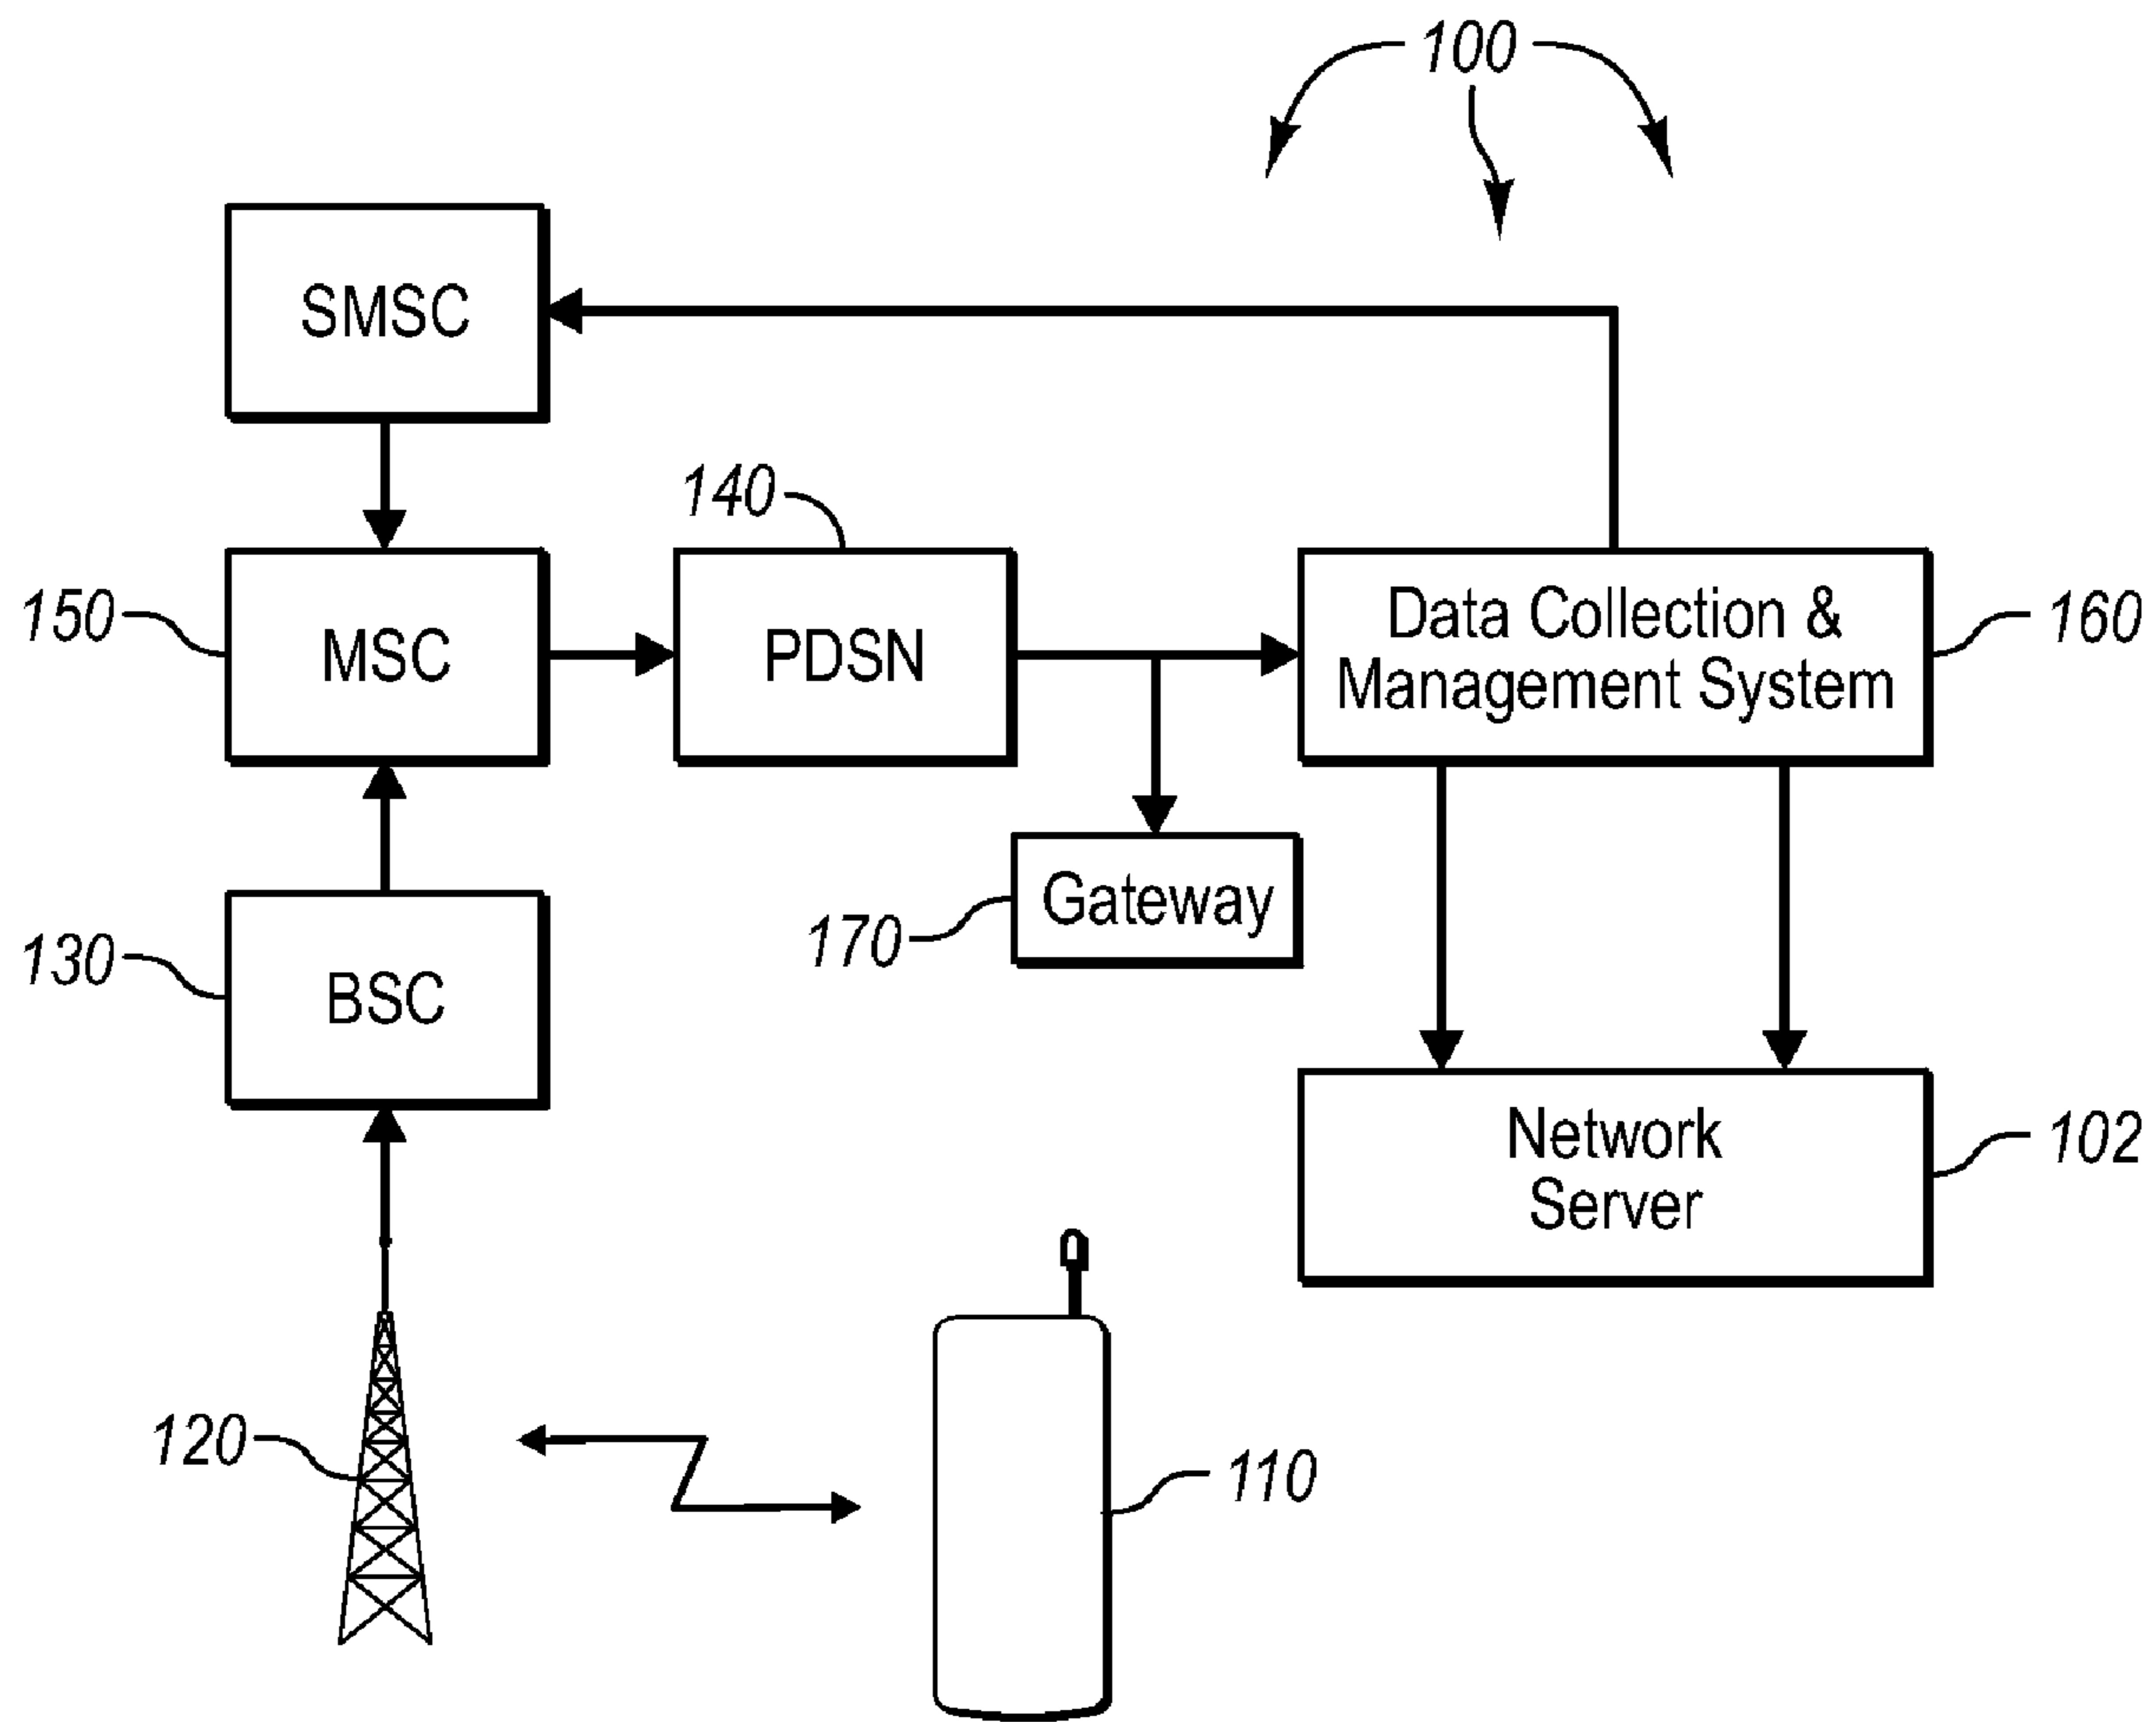 100
SMSC
140
150
MSC
PDSN
Data Collection &
Management System
160
170
Gateway
130
BSC
Network
Server
102
120
110